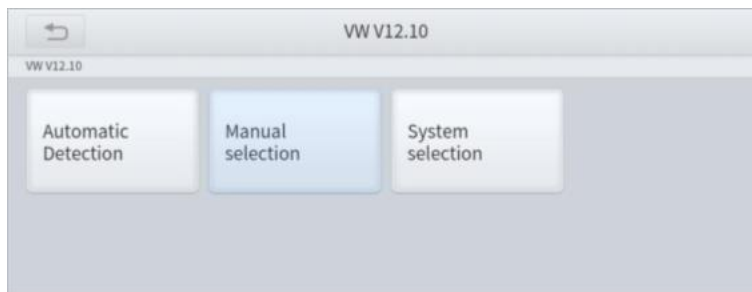 VW V12.10
VW V12.10
Automatic
Detection
Manual
selection
System
selection